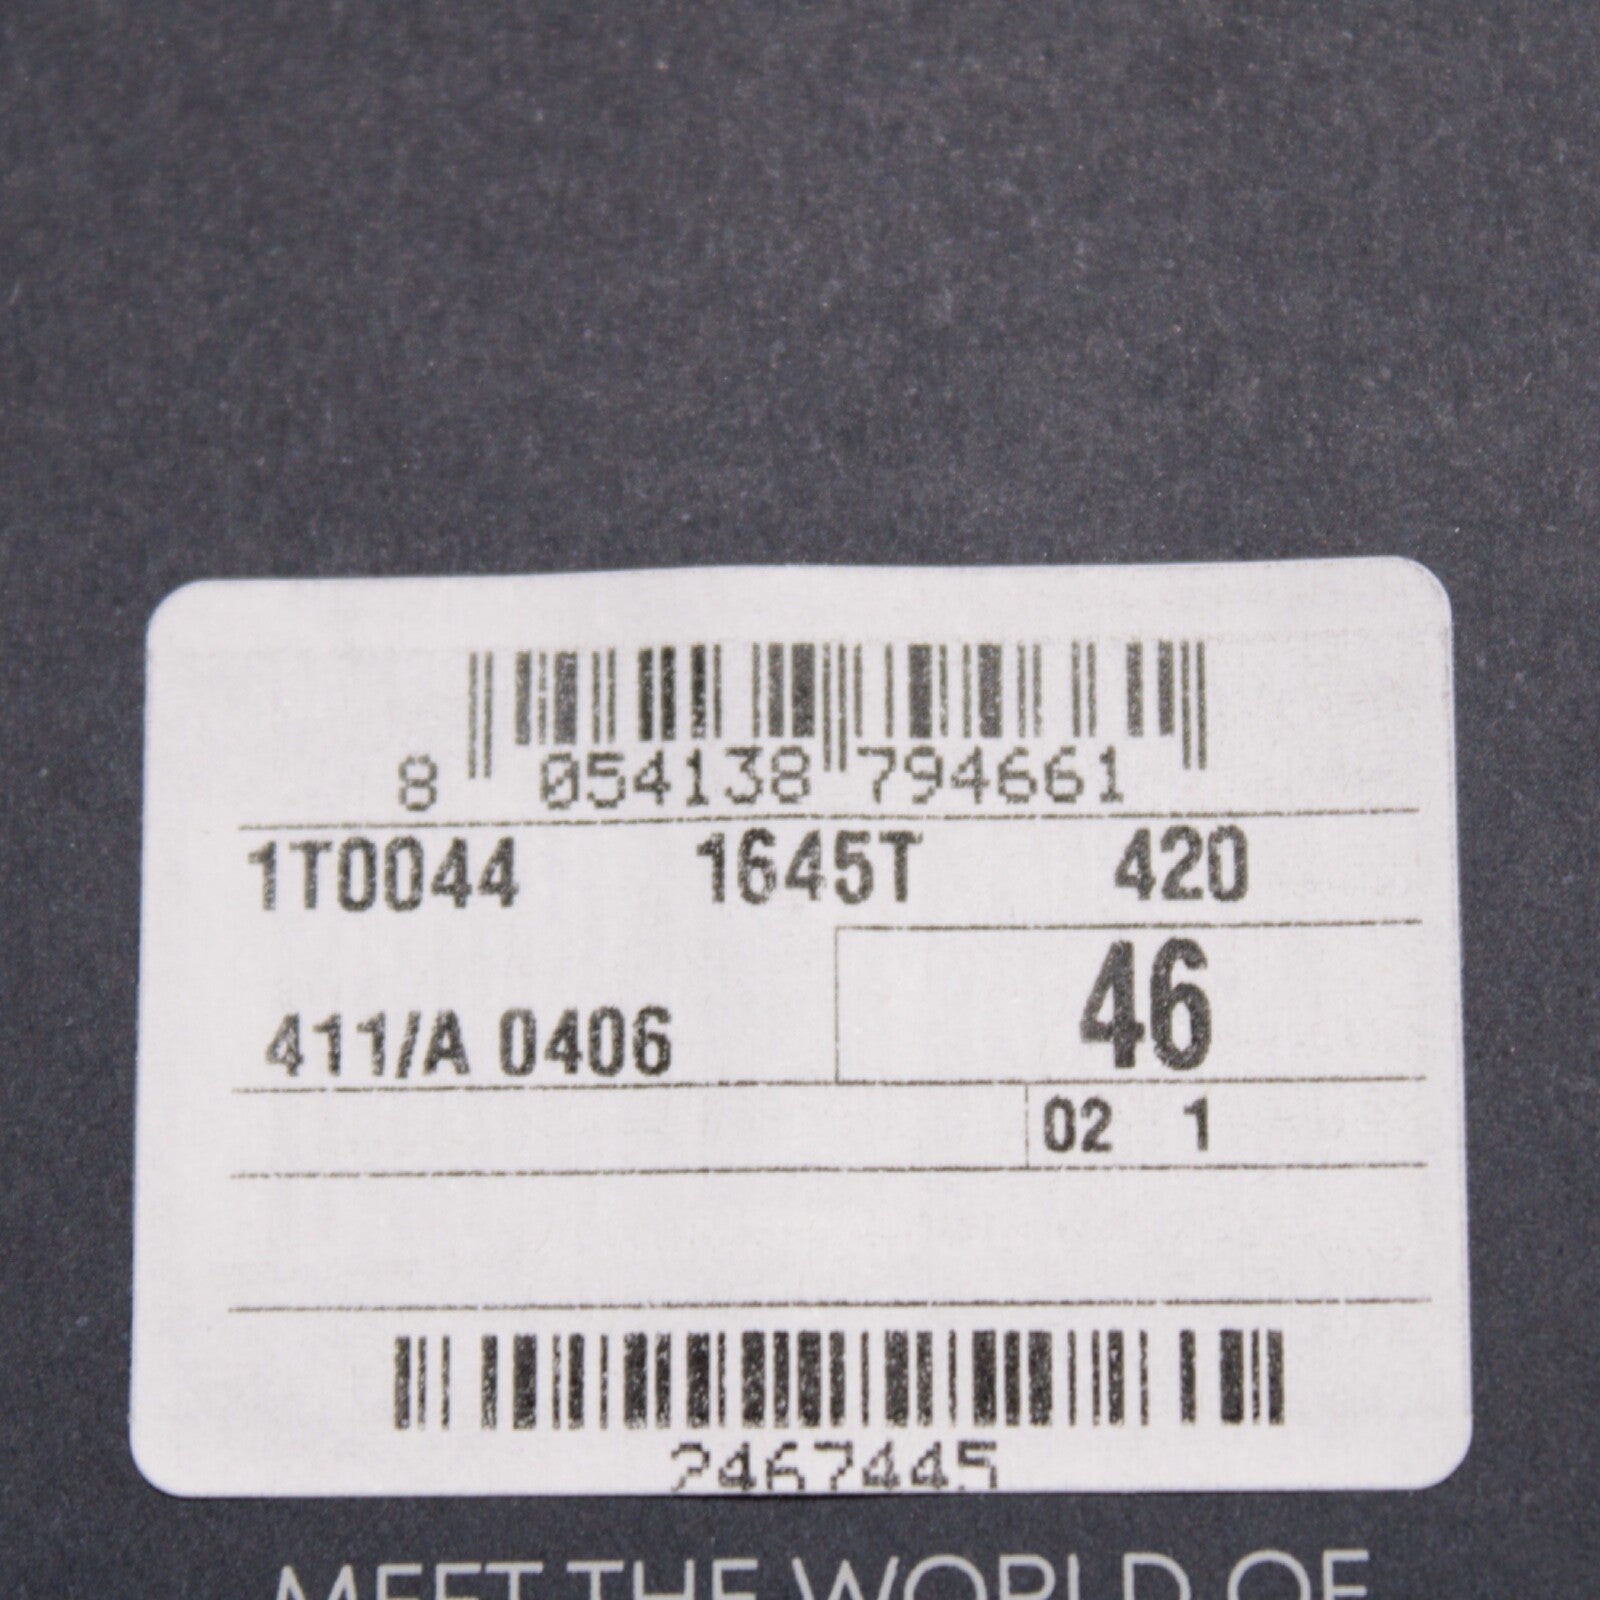 8 054138 794661
1T0044 1645T 420
46
411/A 0406
02 1
2467445
MEET THE WORLD OF